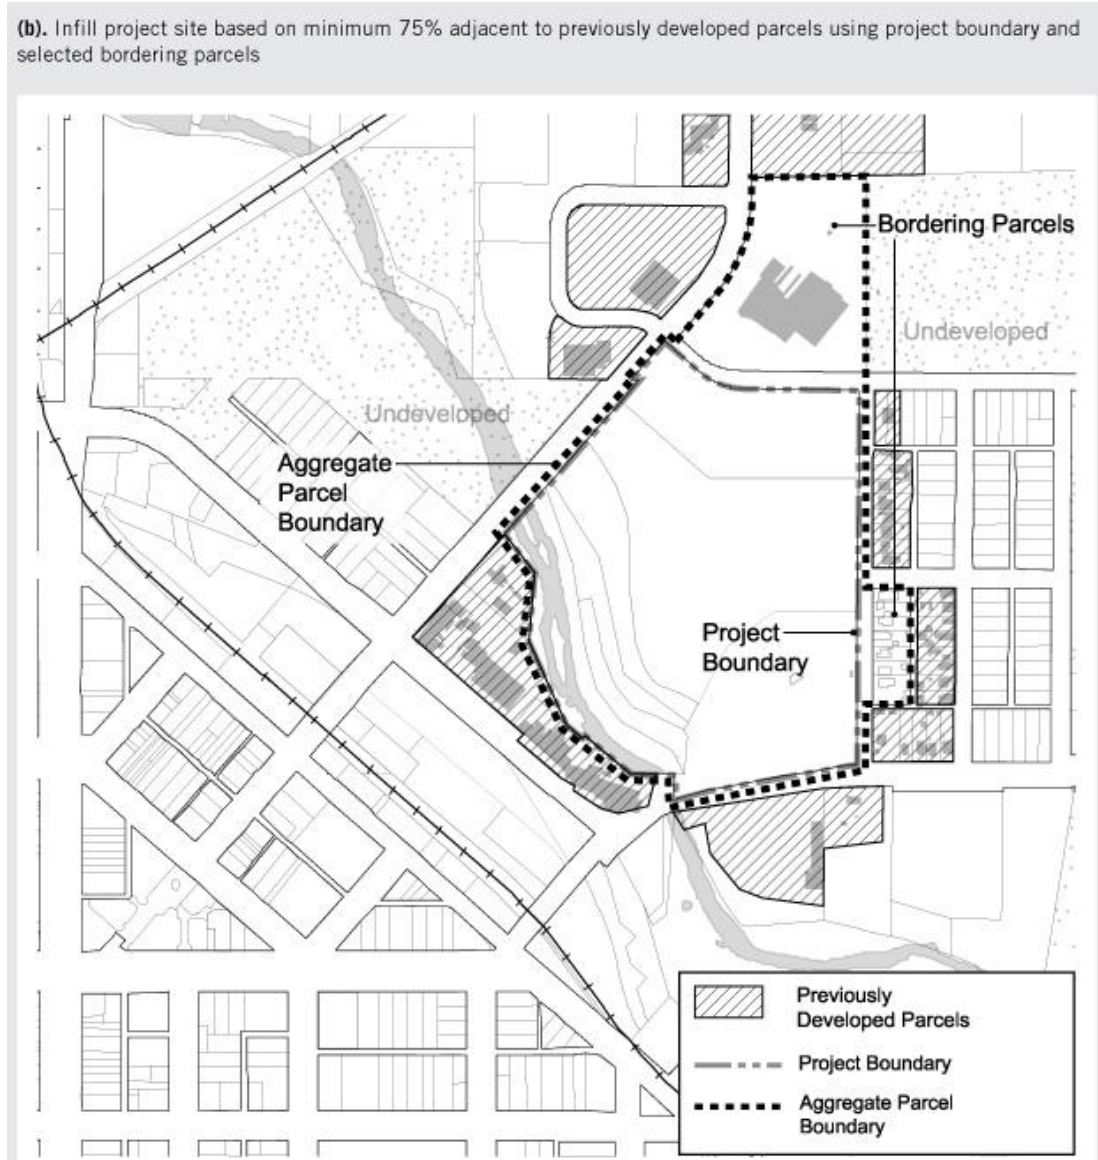 (b). Infill project site based on minimum 75% adjacent to previously developed parcels using project boundary and
selected bordering parcels
Bordering Parcels
Undeveloped
Undeveloped
Aggregate
Parcel
Boundary
Project
Boundary
Previously
Developed Parcels
Project Boundary
Aggregate Parcel
Boundary